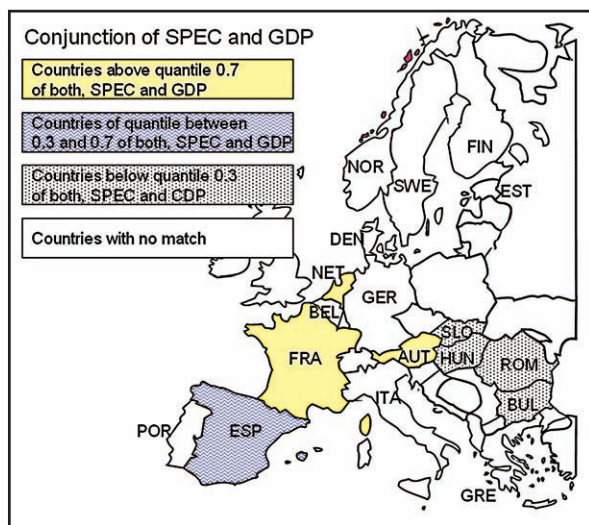 Conjunction of SPEC and GDP
Countries above quantile 0.7
of both, SPEC and GDP
Countries of quantile between
0.3 and 0.7 of both, SPEC and GDP
Countries below quantile 0.3
of both, SPEC and CDP
Countries with no match
FIN
NOR
SWE
EST
DEN
NET
GER
BEL
SLO
FRA
AUT
HUN
ROM
ITA
BUL
POR
ESP
GRE